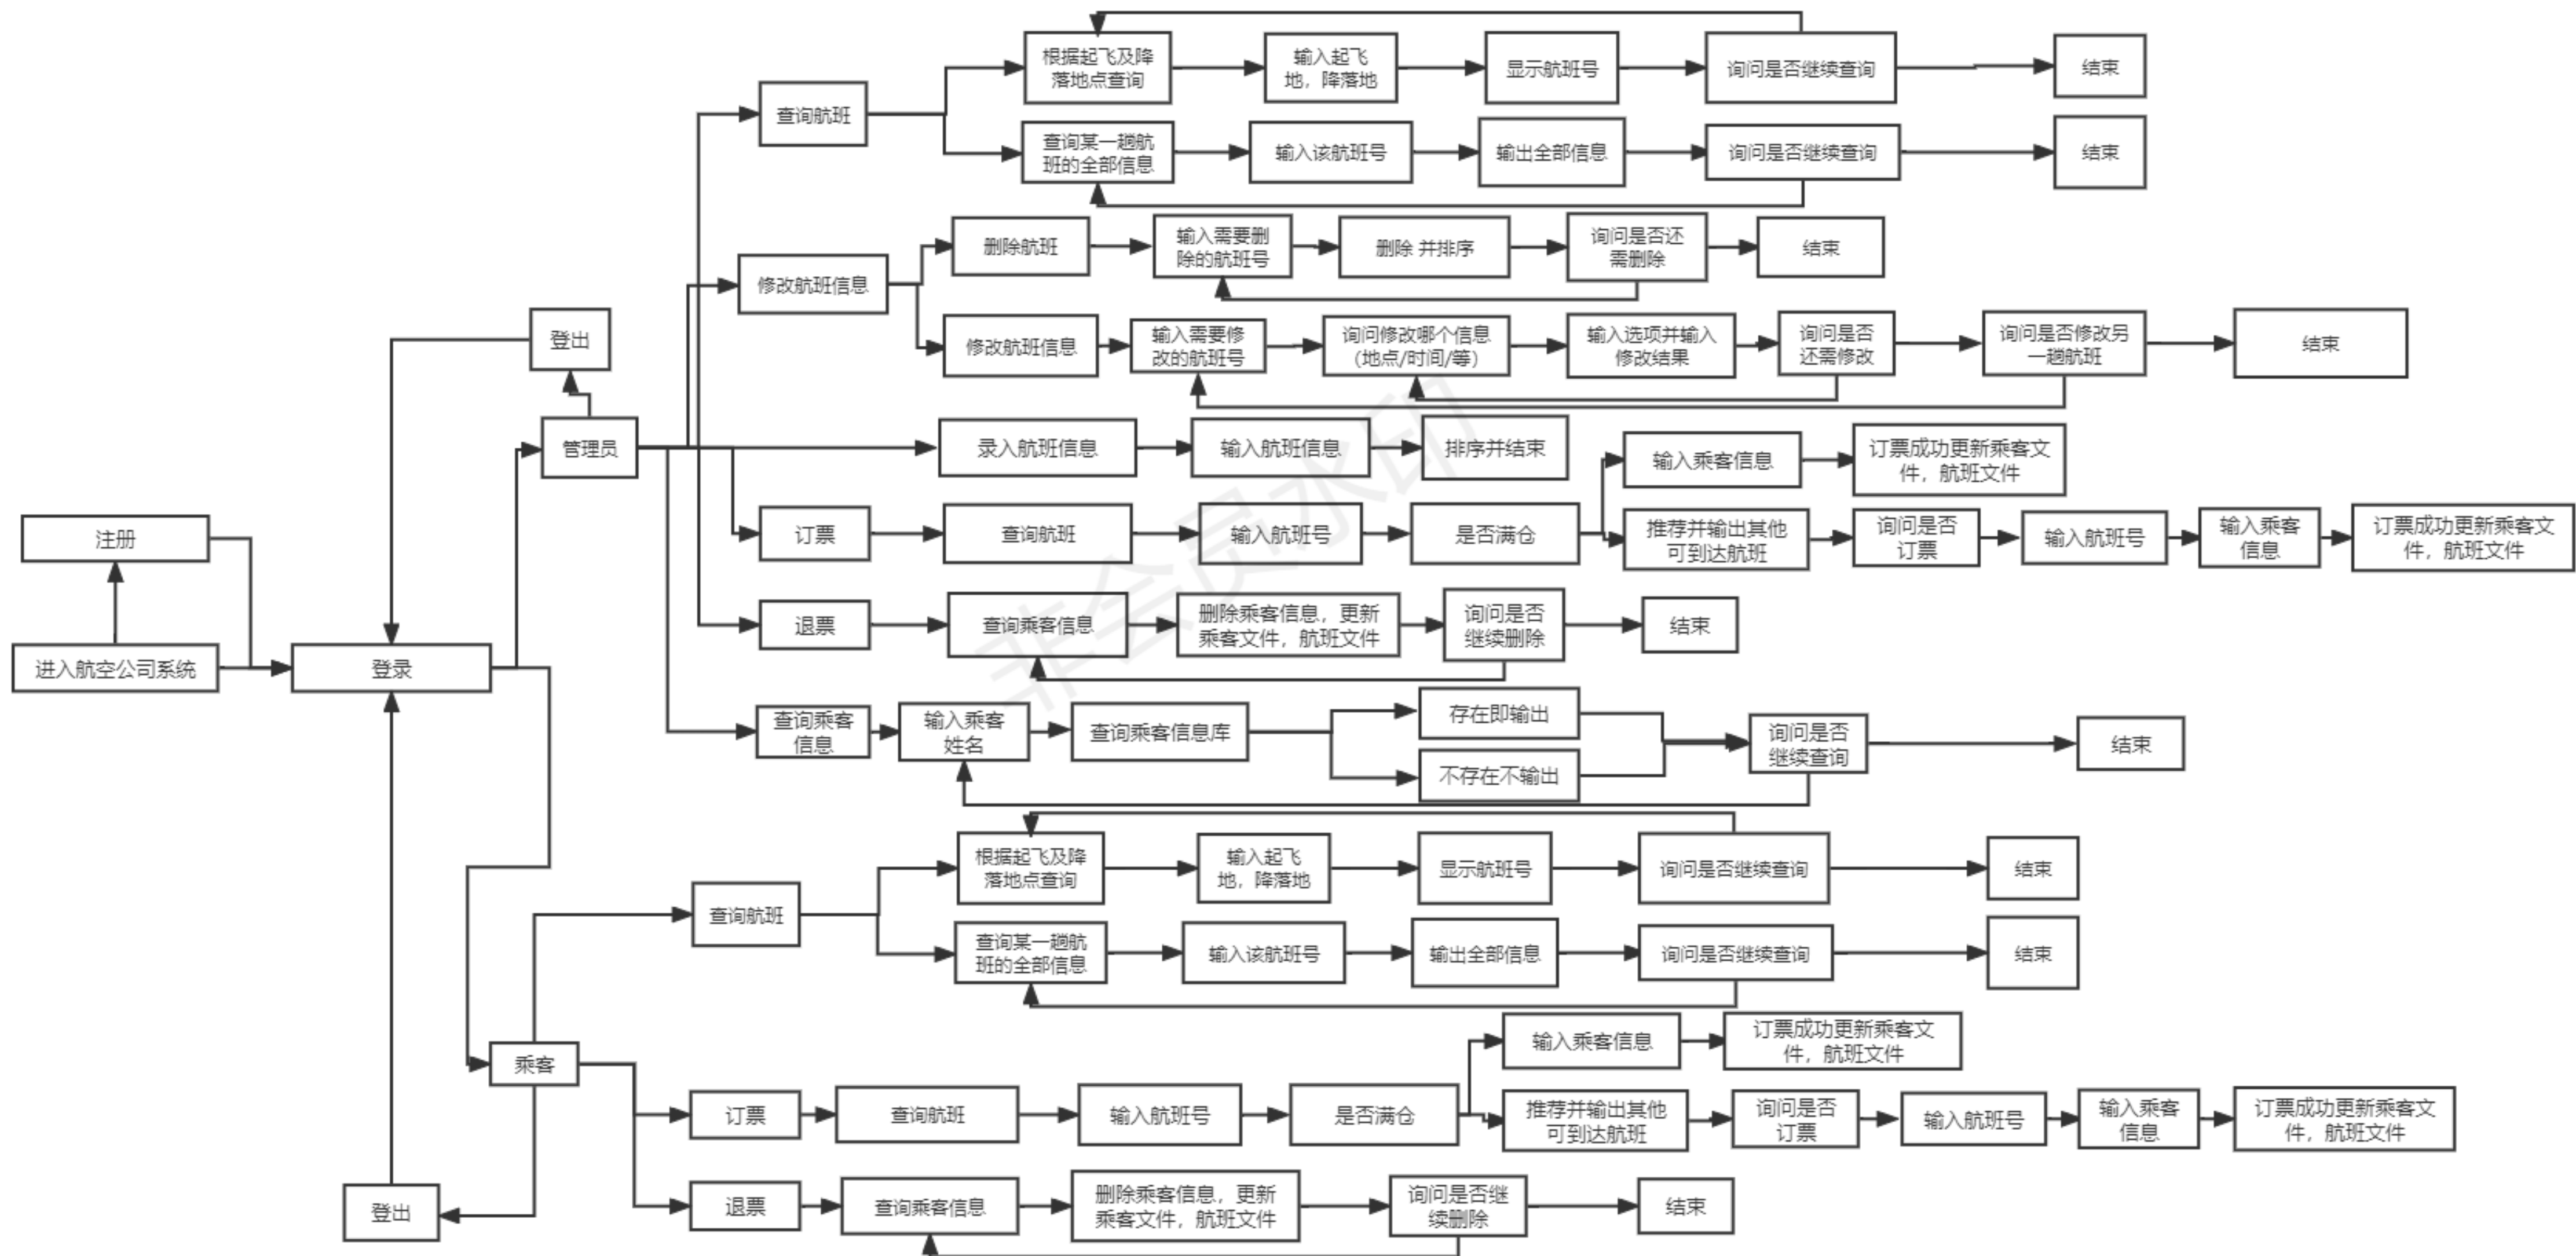 根据起飞及降
落地点查询
输入起飞
地，降落地
显示航班号
询问是否继续查询
结束
查询航班
查询某一趟航
班的全部信息
输入该航班号
输出全部信息
询问是否继续查询
结束
删除航班
输入需要删
除的航班号
删除 并排序
询问是否还
需删除
结束
修改航班信息
修改航班信息
输入需要修
改的航班号
询问修改哪个信息
（地点/时间/等）
输入选项并输入
修改结果
询问是否
还需修改
询问是否修改另
一趟航班
结束
登出
管理员
录入航班信息
输入航班信息
排序并结束
输入乘客信息
订票成功更新乘客文
件，航班文件
注册
订票
查询航班
输入航班号
是否满仓
推荐并输出其他
可到达航班
询问是否
订票
输入航班号
输入乘客
信息
订票成功更新乘客文
件，航班文件
退票
查询乘客信息
删除乘客信息，更新
乘客文件，航班文件
询问是否
继续删除
结束
进入航空公司系统
登录
查询乘客
信息
输入乘客
姓名
查询乘客信息库
存在即输出
不存在不输出
询问是否
继续查询
结束
根据起飞及降
落地点查询
输入起飞
地，降落地
显示航班号
询问是否继续查询
结束
查询航班
查询某一趟航
班的全部信息
输入该航班号
输出全部信息
询问是否继续查询
结束
乘客
输入乘客信息
订票成功更新乘客文
件，航班文件
订票
查询航班
输入航班号
是否满仓
推荐并输出其他
可到达航班
询问是否
订票
输入航班号
输入乘客
信息
订票成功更新乘客文
件，航班文件
登出
退票
查询乘客信息
删除乘客信息，更新
乘客文件，航班文件
询问是否继
续删除
结束
非会员水印